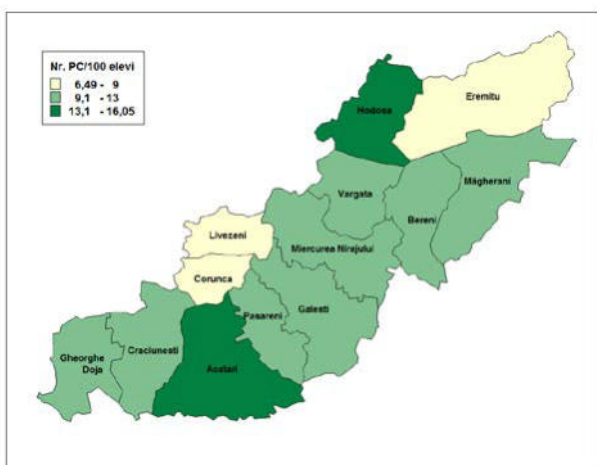 Nr. PC/100 elevi
6,49 - 9
9,1 - 13
13,1 - 16,05
Hodosa
Eremitu
Vargata
Bereni
Măgherani
Livezeni
Miercurea Nirajului
Corunca
Pasareni
Galesti
Gheorghe
Doja
Craciunesti
Acatari